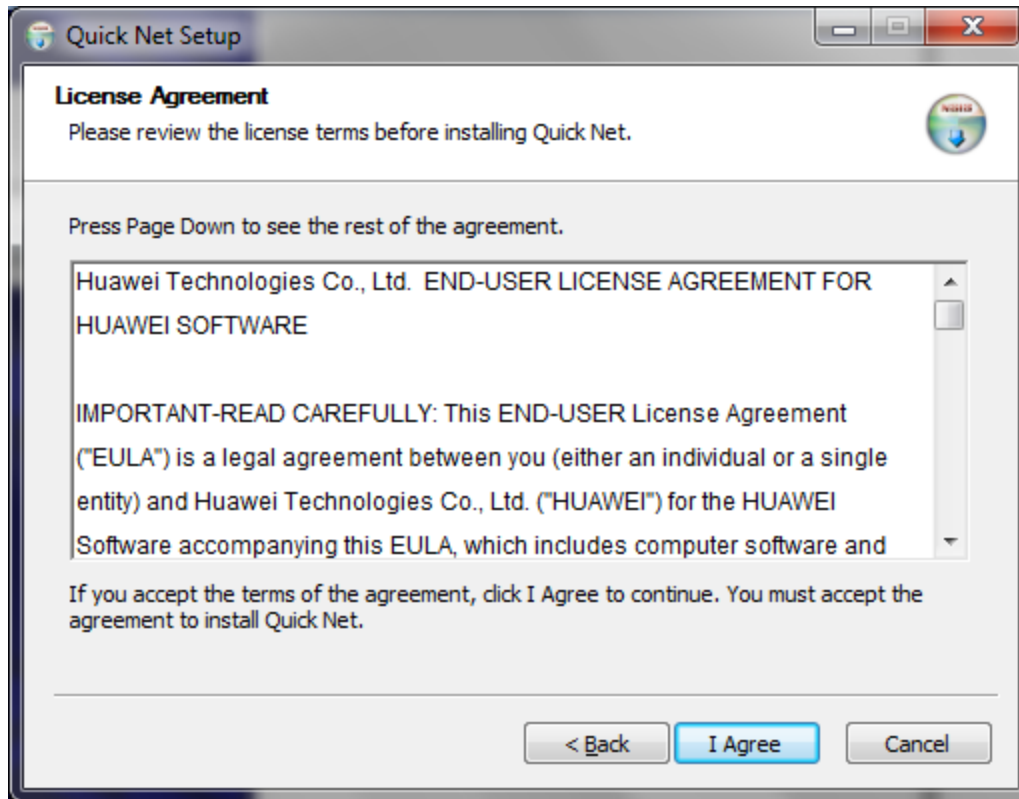 Quick Net Setup
License Agreement
Please review the license terms before installing Quick Net.
NSIS
Press Page Down to see the rest of the agreement.
Huawei Technologies Co., Ltd.  END-USER LICENSE AGREEMENT FOR
HUAWEI SOFTWARE
IMPORTANT-READ CAREFULLY: This END-USER License Agreement
("EULA") is a legal agreement between you (either an individual or a single
entity) and Huawei Technologies Co., Ltd. ("HUAWEI") for the HUAWEI
Software accompanying this EULA, which includes computer software and
If you accept the terms of the agreement, click I Agree to continue. You must accept the
agreement to install Quick Net.
< Back
I Agree
Cancel